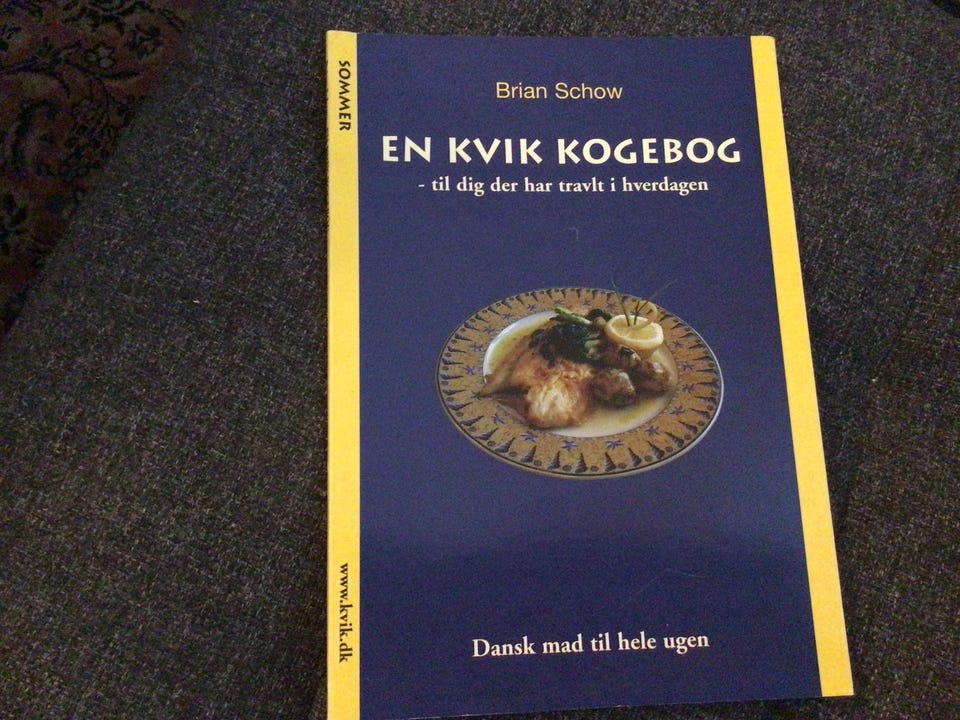 SOMMER
www.kvik.dk
Brian Schow
EN KVIK KOGEBOG
- til dig der har travlt i hverdagen
Dansk mad til hele ugen